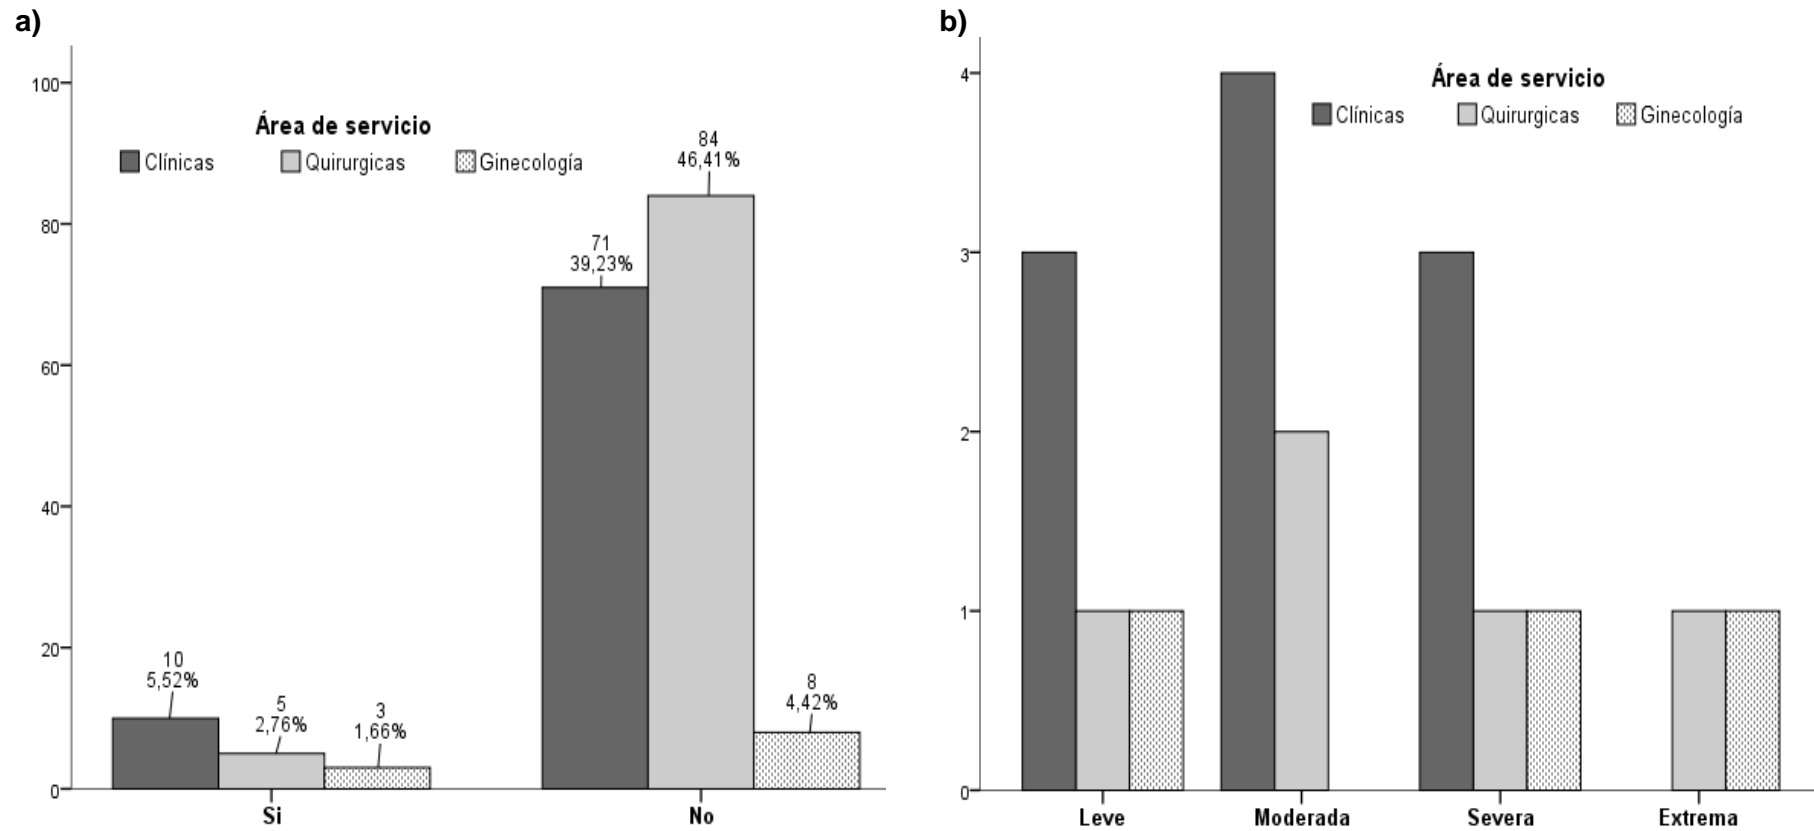 a)
100
80
60
40
20
0
Área de servicio
Clínicas Quirurgicas Ginecología
10
5,52%
5
2,76%
3
1,66%
71
39,23%
84
46,41%
8
4,42%
Si No
b)
4
3
2
1
0
Área de servicio
Clínicas Quirurgicas Ginecología
Leve Moderada Severa Extrema